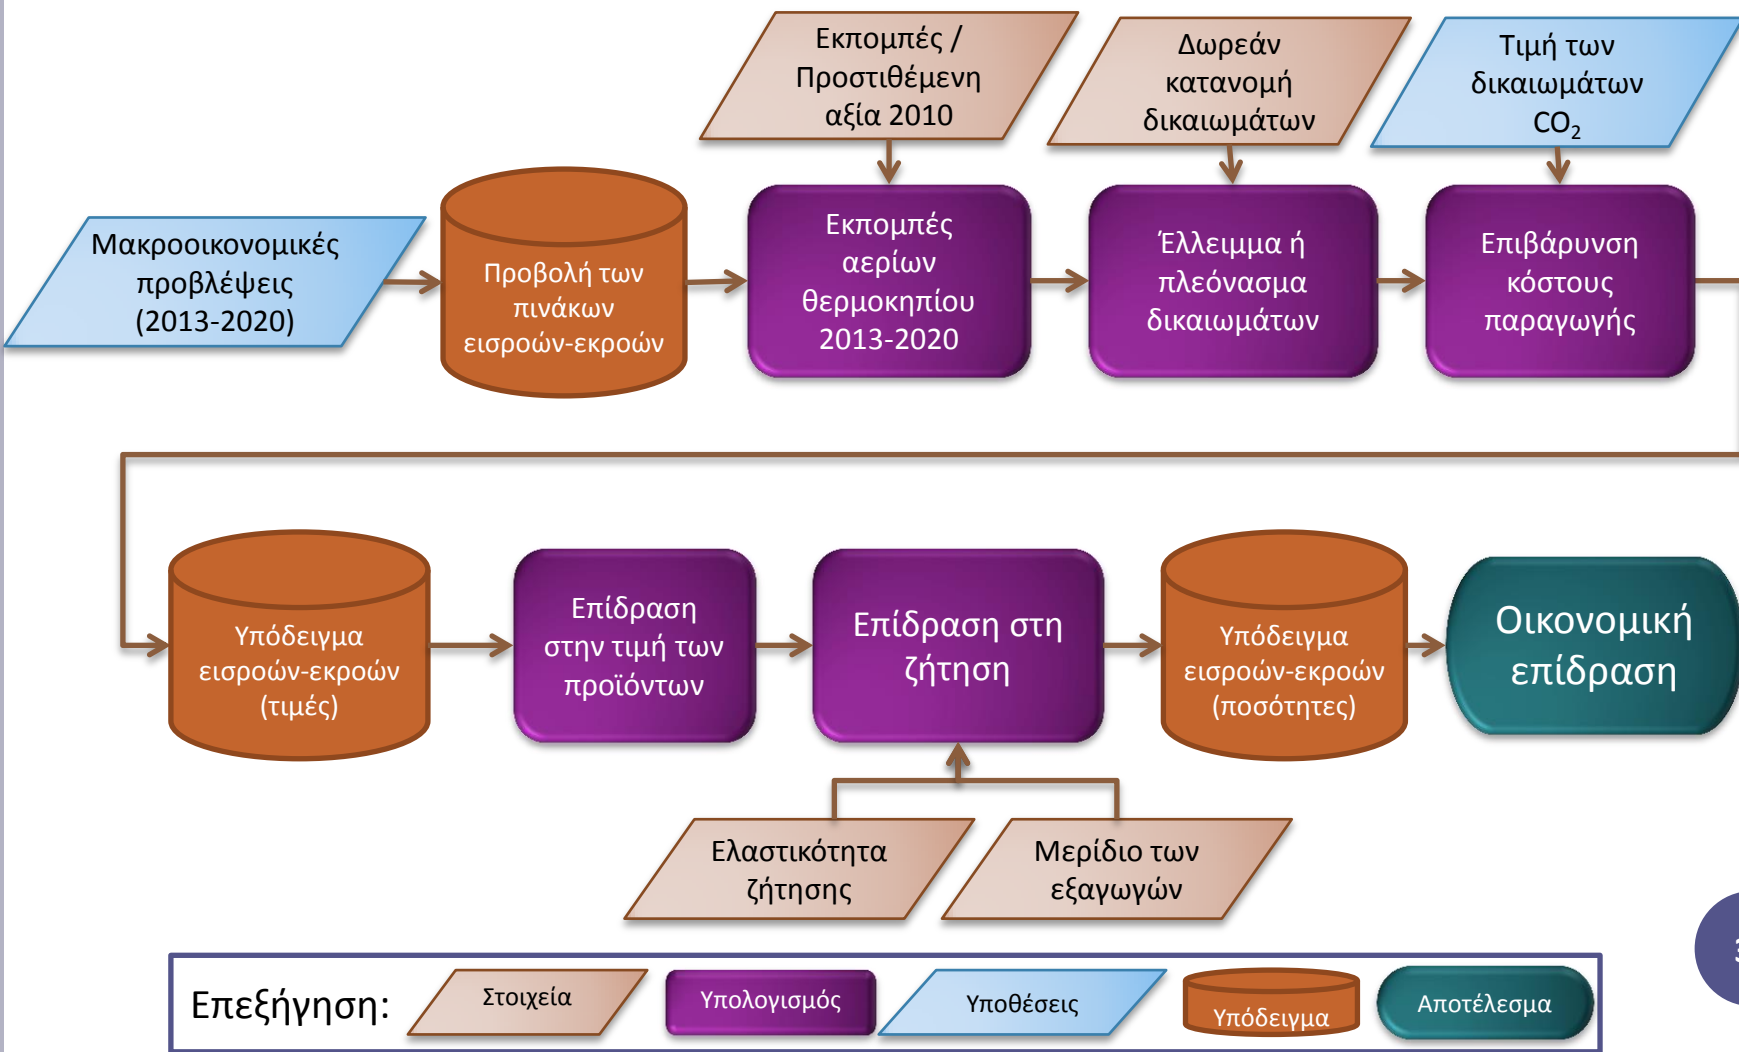 Εκπομπές /
Προστιθέμενη
αξία 2010
Δωρεάν
κατανομή
δικαιωμάτων
Τιμή των
δικαιωμάτων
CO₂
Μακροοικονομικές
προβλέψεις
(2013-2020)
Προβολή των
πινάκων
εισροών-εκροών
Εκπομπές
αερίων
θερμοκηπίου
2013-2020
Έλλειμμα ή
πλεόνασμα
δικαιωμάτων
Επιβάρυνση
κόστους
παραγωγής
Υπόδειγμα
εισροών-εκροών
(τιμές)
Επίδραση
στην τιμή των
προϊόντων
Επίδραση στη
ζήτηση
Υπόδειγμα
εισροών-εκροών
(ποσότητες)
Οικονομική
επίδραση
Ελαστικότητα
ζήτησης
Μερίδιο των
εξαγωγών
Επεξήγηση:
Στοιχεία
Υπολογισμός
Υποθέσεις
Υπόδειγμα
Αποτέλεσμα